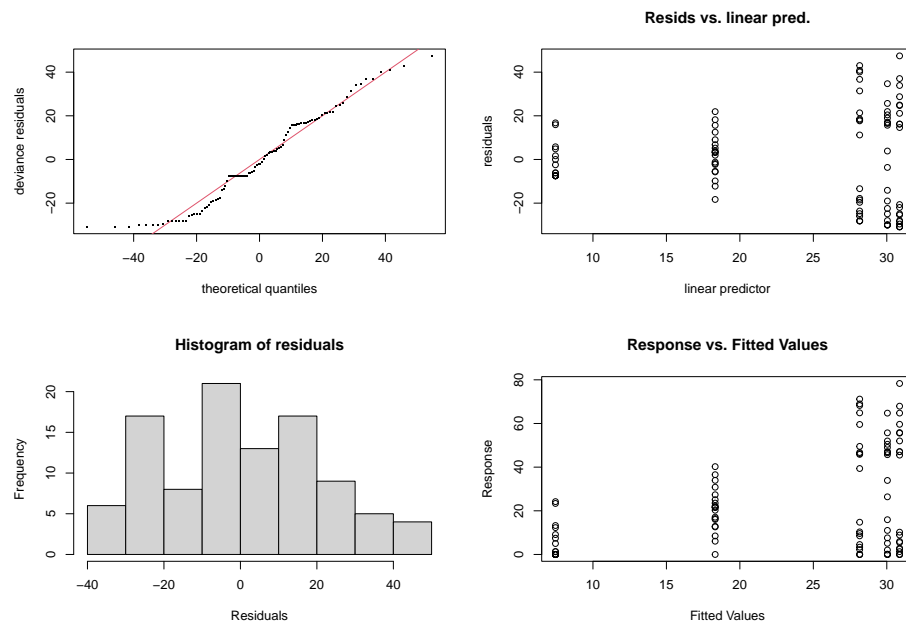 Resids vs. linear pred.
deviance residuals
−20 0 20 40
−40 −20 0 20 40
theoretical quantiles
residuals
−20 0 20 40
10 15 20 25 30
linear predictor
Histogram of residuals
Frequency
0 5 10 15 20
−40 −20 0 20 40
Residuals
Response vs. Fitted Values
Response
0 20 40 60 80
10 15 20 25 30
Fitted Values